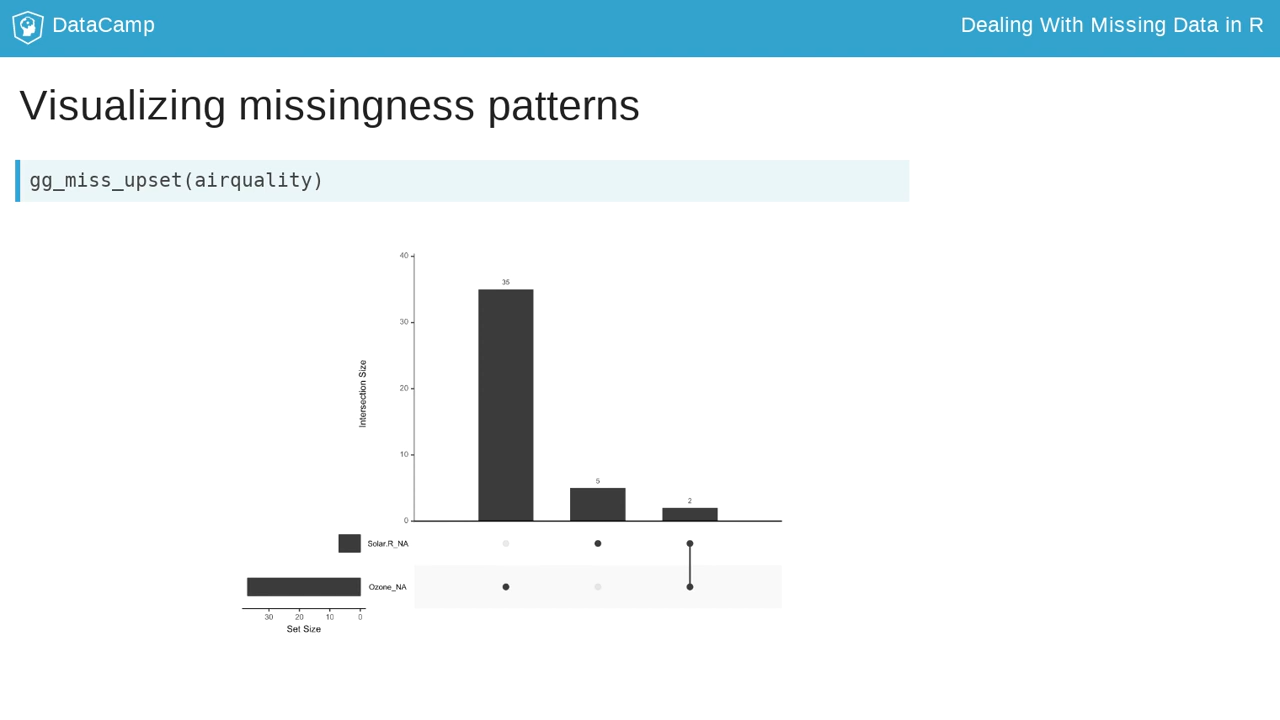 DataCamp
Dealing With Missing Data in R
Visualizing missingness patterns
gg_miss_upset(airquality)
40
35
30
Intersection Size
20
10
5
2
0
Solar.R_NA
Ozone_NA
30 20 10 0
Set Size